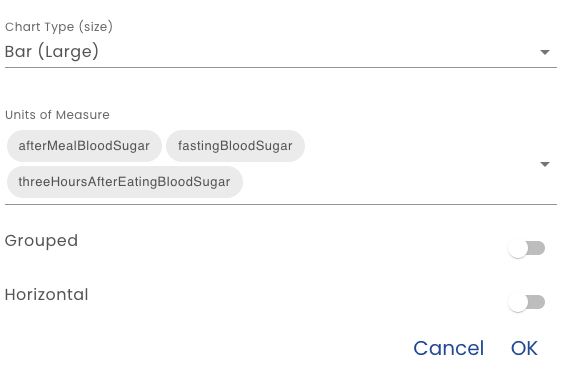 Chart Type (size)
Bar (Large)
Units of Measure
afterMealBloodSugar fastingBloodSugar
threeHoursAfterEatingBloodSugar
Grouped
Horizontal
Cancel OK